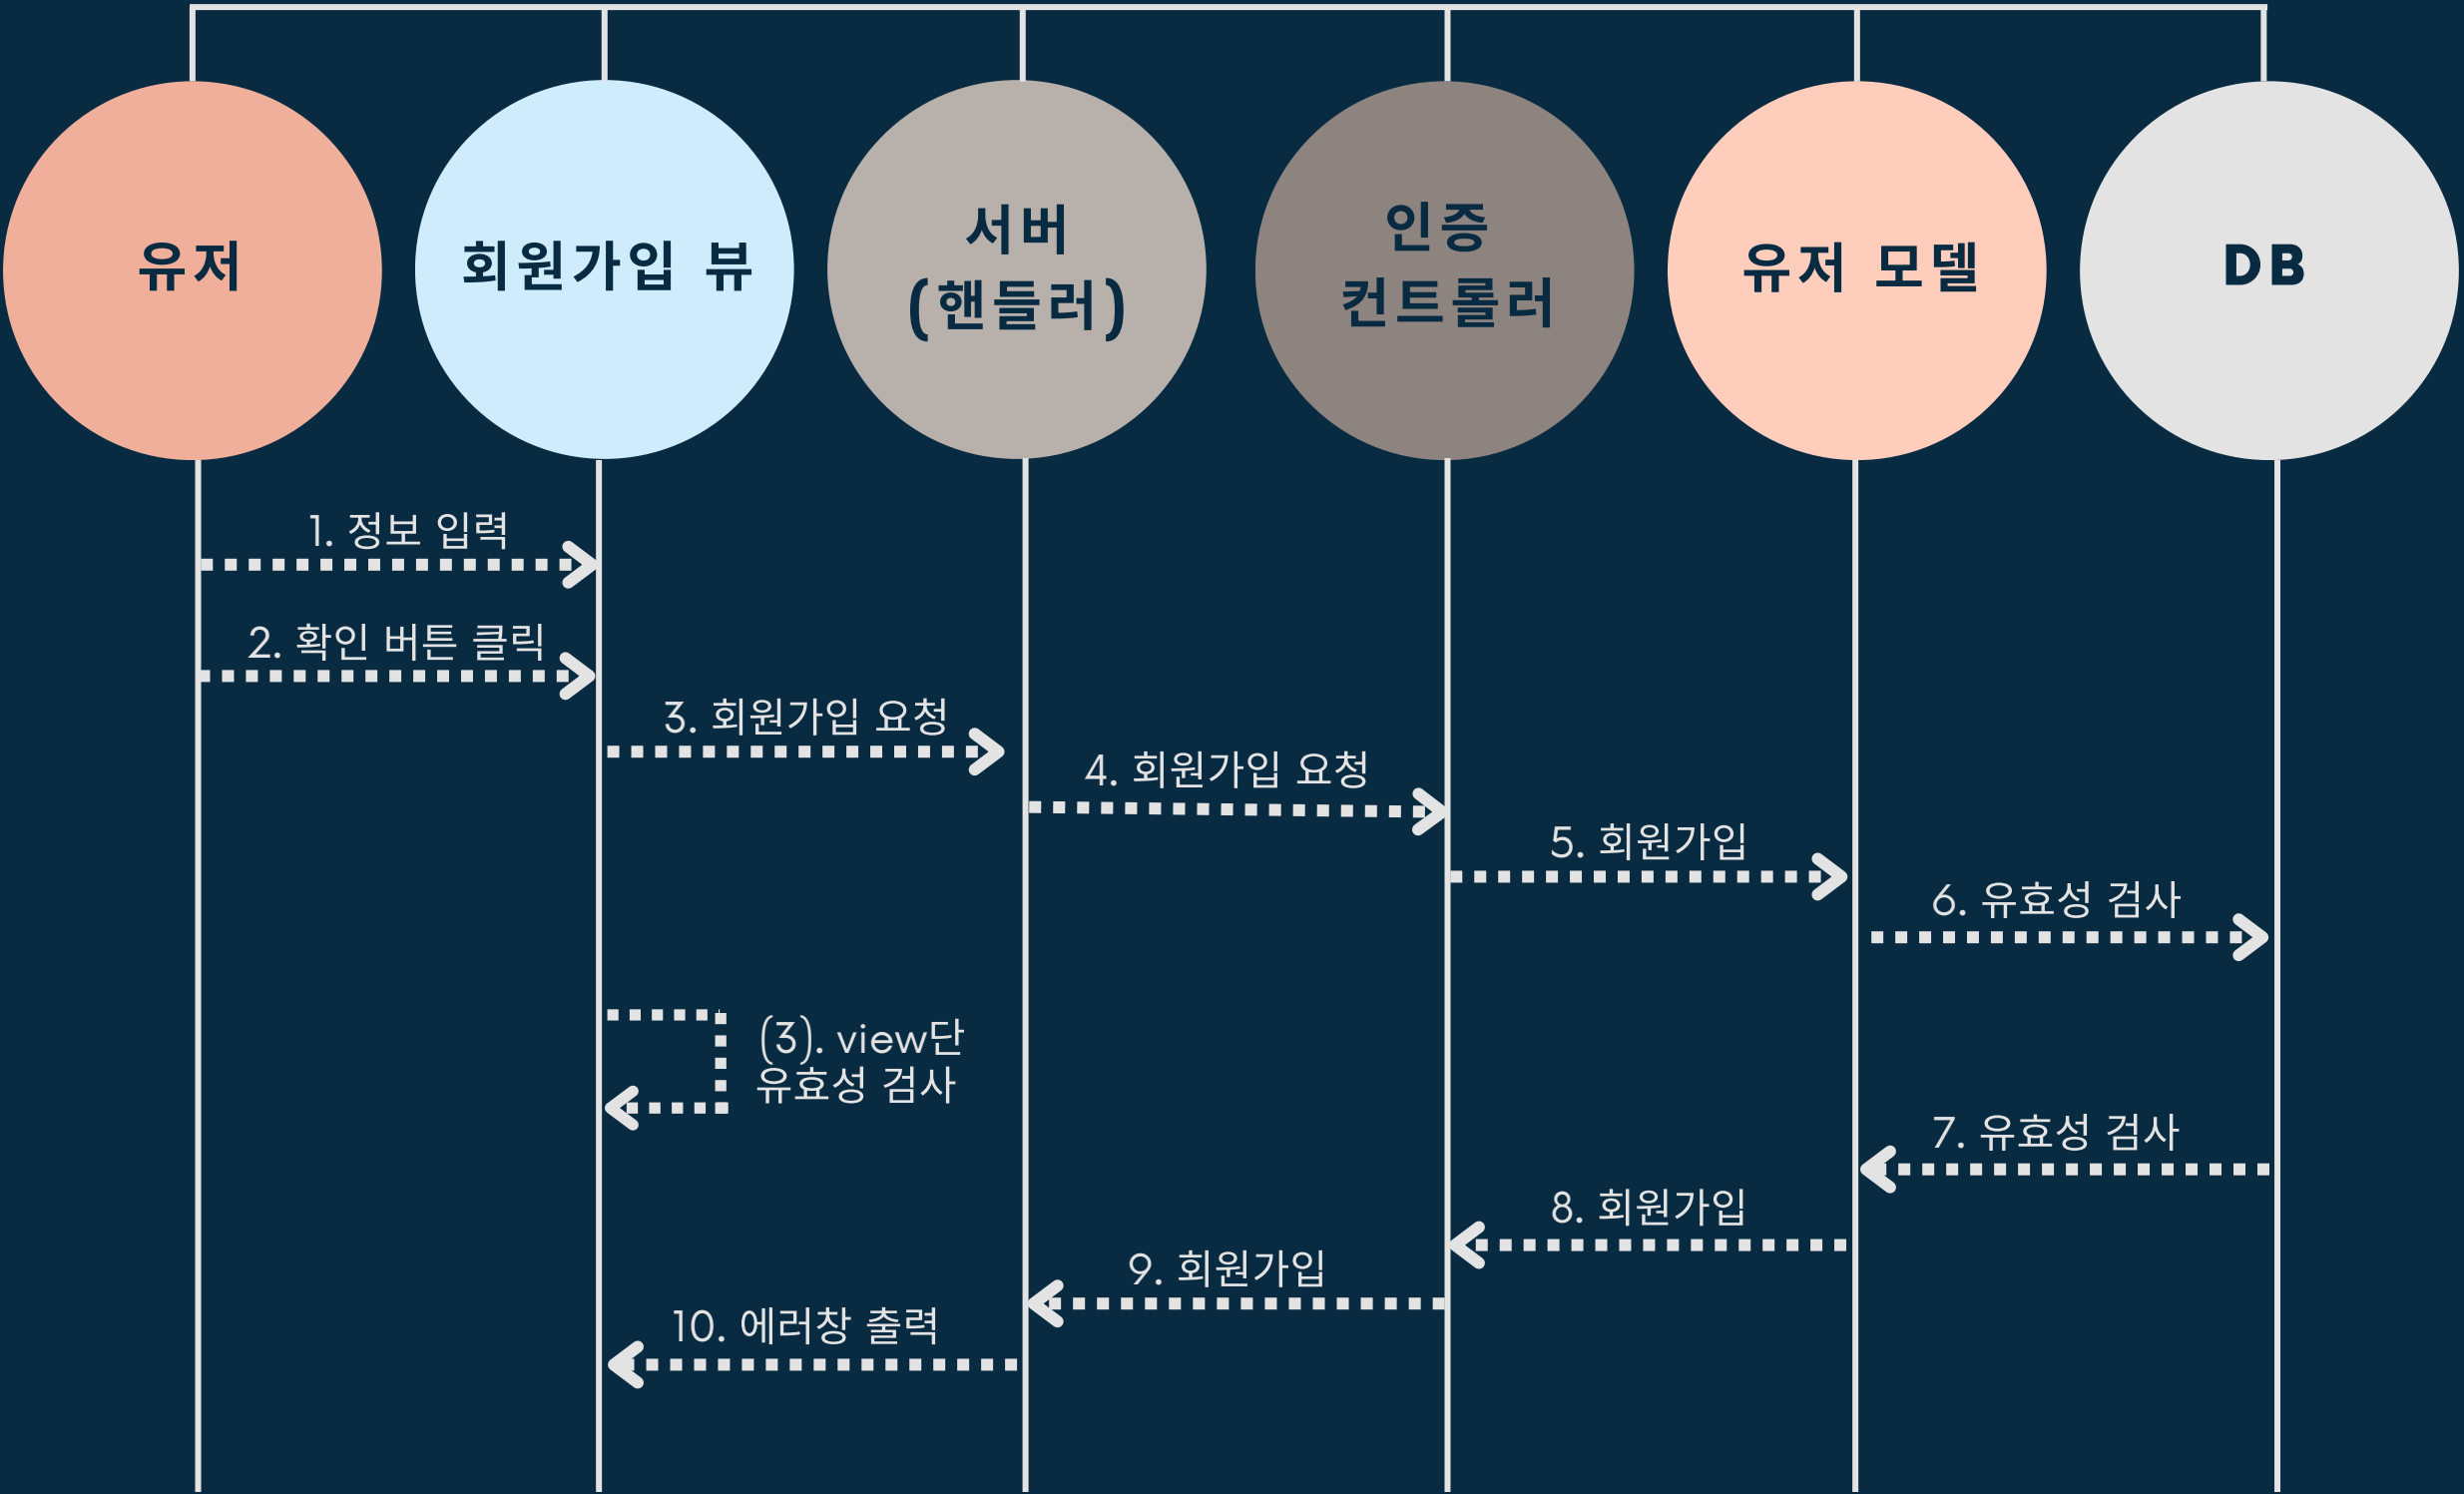 유저
회원가입 뷰
서배
(핸들러)
인증
컨트롤러
유저 모델
DB
1. 정보 입력
2. 확인 버튼 클릭
3. 회원가입 요청
4. 회원가입 요청
5. 회원가입
6. 유효성 검사
(3). view단
유효성 검사
7. 유효성 검사
8. 회원가입
9. 회원가입
10. 에러창 출력